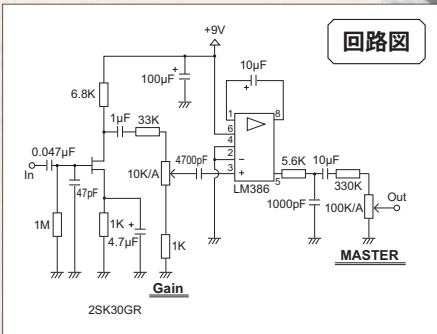 回路図
+9V
10μF
+
100μF
+
6.8K
1μF
33K
1
8
6
4
2
3
−
+
5
LM386
0.047μF
In
47pF
10K/A
4700pF
5.6K
10μF
330K
1000pF
100K/A
Out
1M
1K
+
4.7μF
1K
Gain
MASTER
2SK30GR